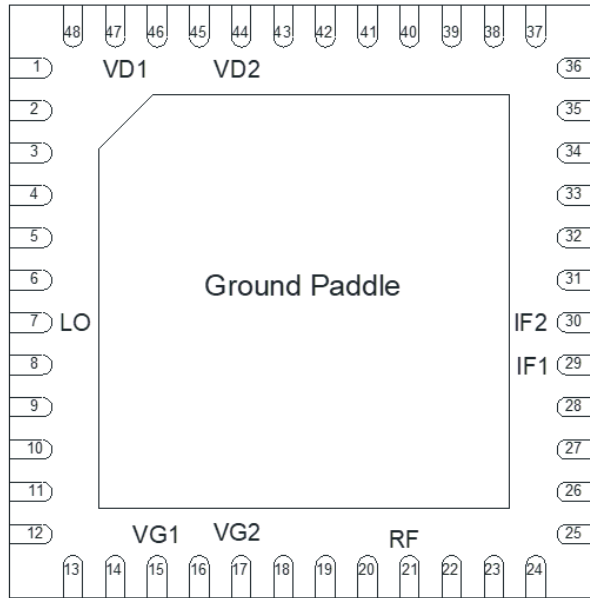 48 47 46 45 44 43 42 41 40 39 38 37
1 VD1 VD2 36
2 35
3 34
4 33
5 32
6 Ground Paddle 31
7 LO IF2 30
8 IF1 29
9 28
10 27
11 26
12 VG1 VG2 RF 25
13 14 15 16 17 18 19 20 21 22 23 24